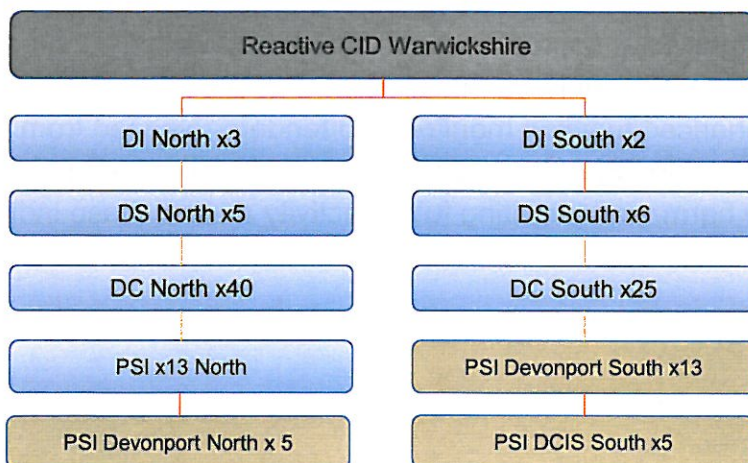 Reactive CID Warwickshire
DI North x3
DI South x2
DS North x5
DS South x6
DC North x40
DC South x25
PSI x13 North
PSI Devonport South x13
PSI Devonport North x 5
PSI DCIS South x5